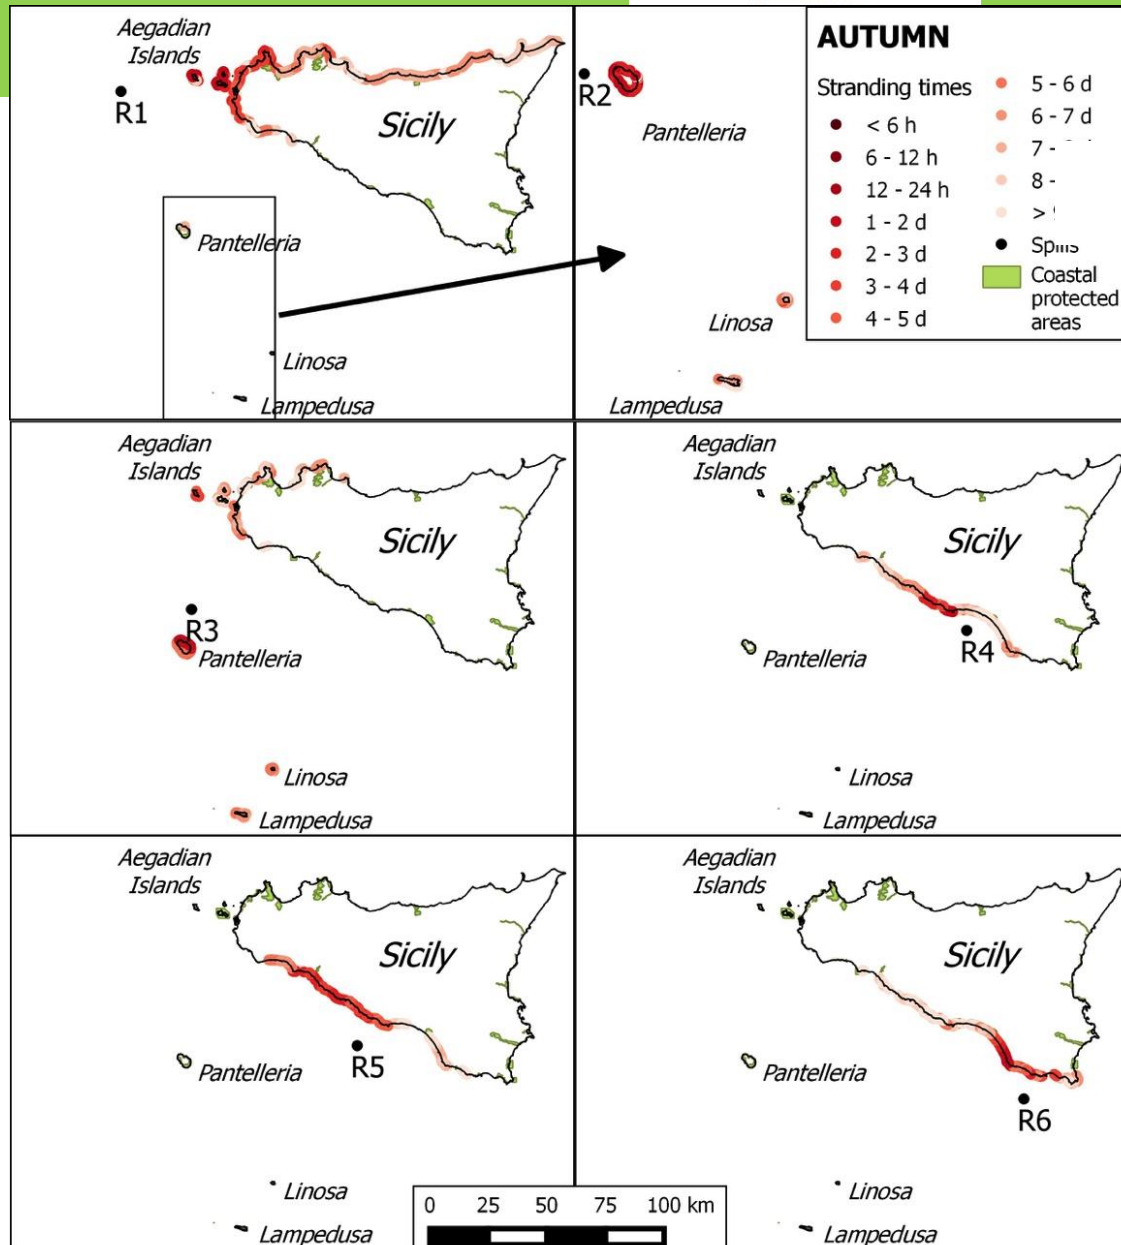 Aegadian
Islands
R1
Sicily
Pantelleria
Linosa
Lampedusa
R2
Pantelleria
Linosa
Lampedusa
AUTUMN
Stranding times
< 6 h
6 - 12 h
12 - 24 h
1 - 2 d
2 - 3 d
3 - 4 d
4 - 5 d
5 - 6 d
6 - 7 d
7 -
8 -
>
Coastal
protected
areas
Aegadian
Islands
Sicily
R3
Pantelleria
Linosa
Lampedusa
Aegadian
Islands
Sicily
R4
Pantelleria
Linosa
Lampedusa
Aegadian
Islands
Sicily
R5
Pantelleria
Linosa
Lampedusa
Aegadian
Islands
Sicily
R6
Pantelleria
Linosa
Lampedusa
0 25 50 75 100 km